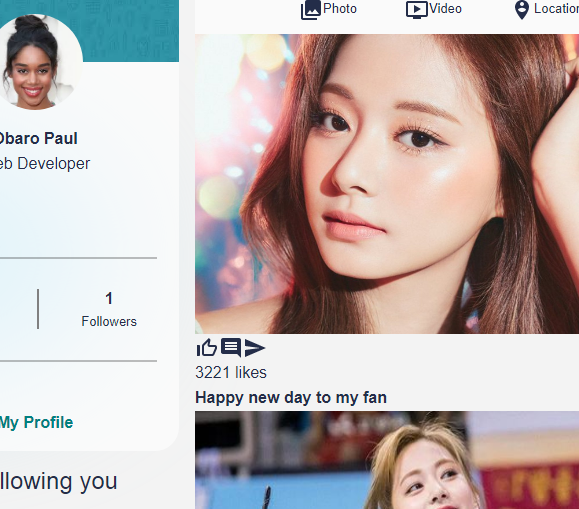 Photo
Video
Location
Obaro Paul
Web Developer
1
Followers
My Profile
llowing you
3221 likes
Happy new day to my fan